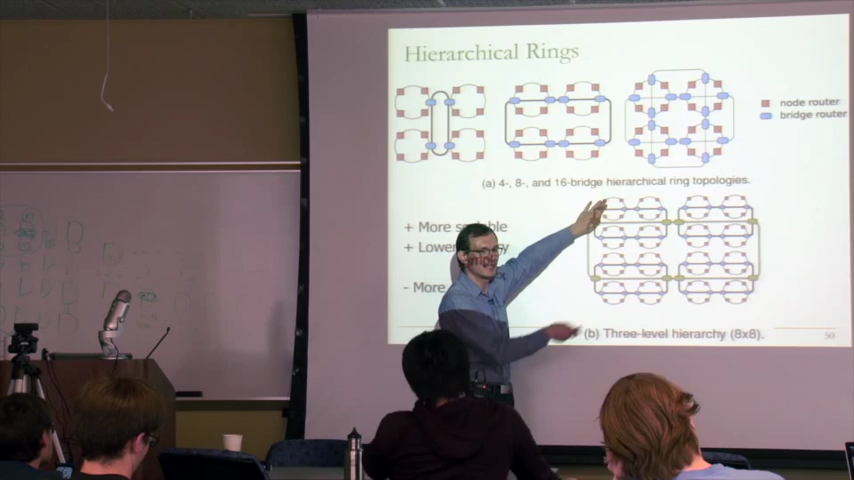 Hierarchical Rings
node router
bridge router
(a) 4-, 8-, and 16-bridge hierarchical ring topologies.
+ More
+ Lower
- More
(b) Three-level hierarchy (8x8).
50